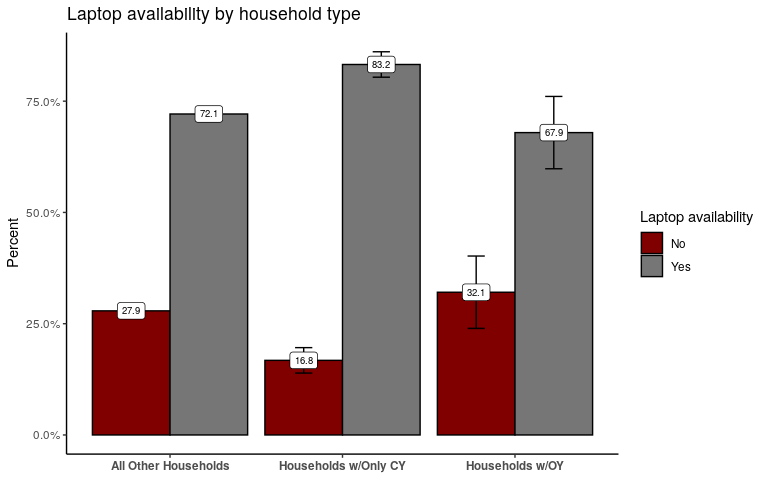 Laptop availability by household type
Percent
75.0%
50.0%
25.0%
0.0%
27.9
72.1
16.8
83.2
32.1
67.9
All Other Households
Households w/Only CY
Households w/OY
Laptop availability
No
Yes